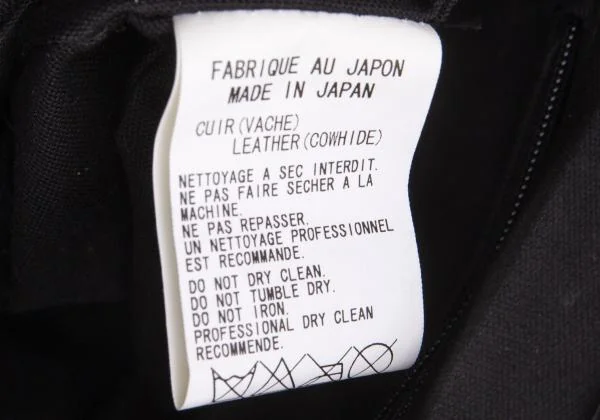 FABRIQUE AU JAPON
MADE IN JAPAN
CUIR(VACHE)
LEATHER(COWHIDE)
NETTOYAGE A SEC INTERDIT.
NE PAS FAIRE SECHER A LA
MACHINE.
NE PAS REPASSER.
UN NETTOYAGE PROFESSIONNEL
EST RECOMMANDE.
DO NOT DRY CLEAN.
DO NOT TUMBLE DRY.
DO NOT IRON.
PROFESSIONAL DRY CLEAN
RECOMMENDE.